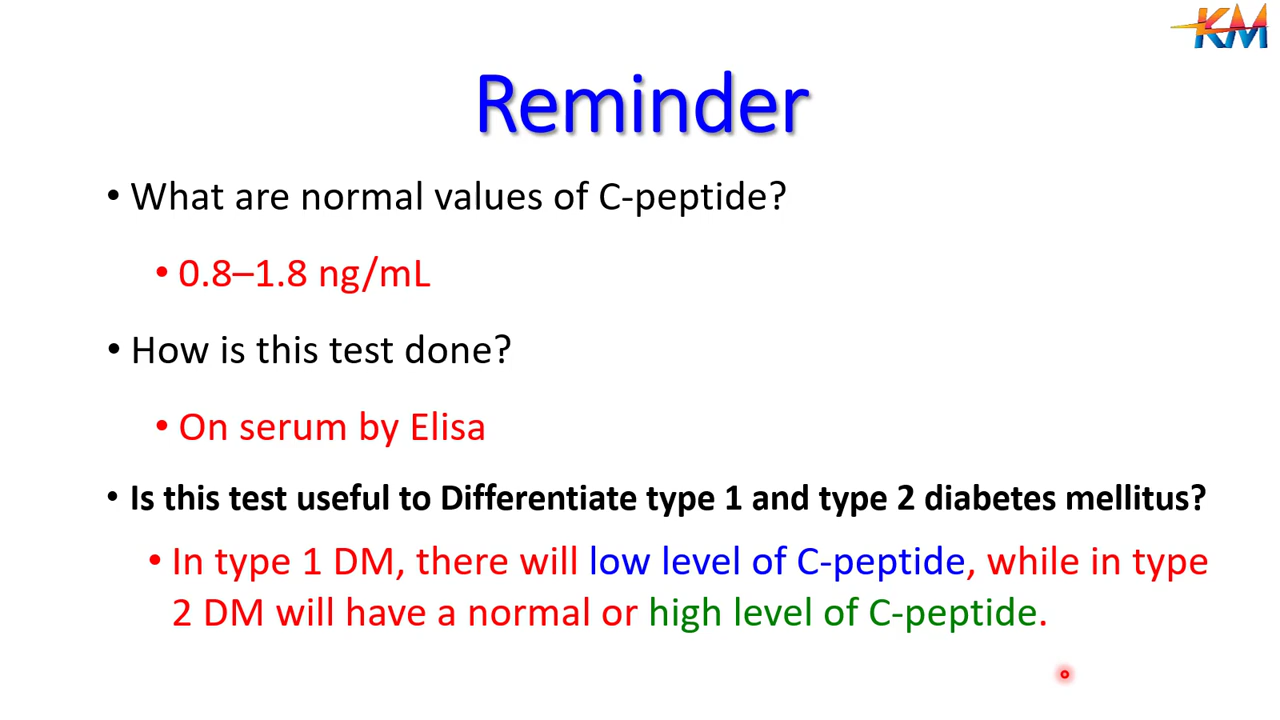 KM
Reminder
• What are normal values of C-peptide?
• 0.8–1.8 ng/mL
• How is this test done?
• On serum by Elisa
• Is this test useful to Differentiate type 1 and type 2 diabetes mellitus?
• In type 1 DM, there will low level of C-peptide, while in type
2 DM will have a normal or high level of C-peptide.